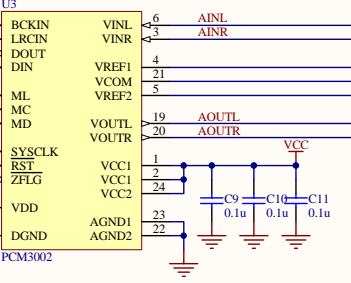 U3
BCKIN VINL 6 AINL
LRCIN VINR 3 AINR
DOUT
DIN VREF1 4
VCOM 21
ML VREF2 5
MC
MD VOUTL 19 AOUTL
VOUTR 20 AOUTR
SYSCLK VCC
RST VCC1 1
ZFLG VCC1 2
VCC2 24
C9 C10 C11
VDD 0.1u 0.1u 0.1u
AGND1 23
DGND AGND2 22
PCM3002